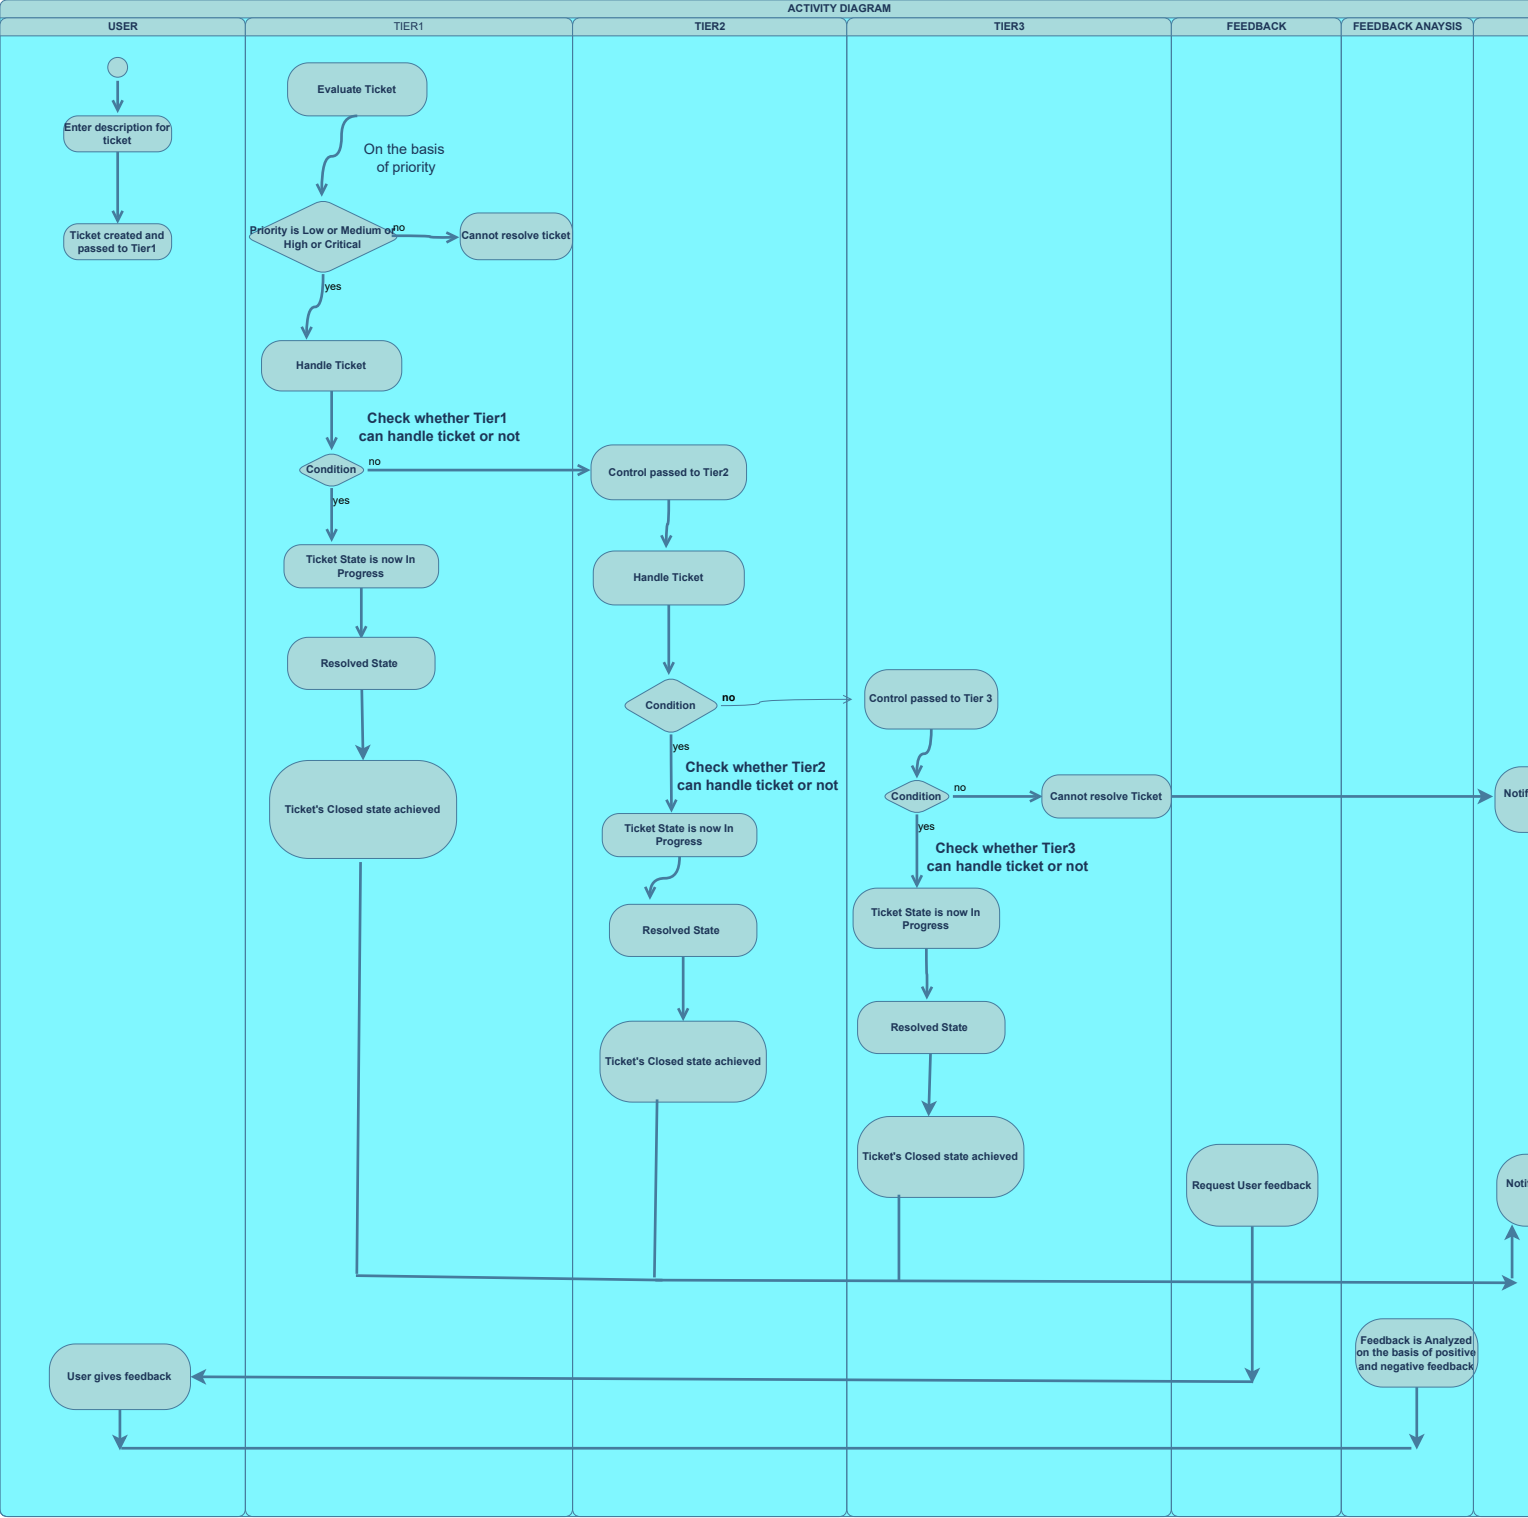 ACTIVITY DIAGRAM
USER
TIER1
TIER2
TIER3
FEEDBACK
FEEDBACK ANAYSIS
Enter description for
ticket
Ticket created and
passed to Tier1
Evaluate Ticket
On the basis
of priority
Priority is Low or Medium or
High or Critical
no
Cannot resolve ticket
yes
Handle Ticket
Check whether Tier1
can handle ticket or not
Condition
no
yes
Ticket State is now In
Progress
Resolved State
Ticket's Closed state achieved
Control passed to Tier2
Handle Ticket
Condition
no
yes
Check whether Tier2
can handle ticket or not
Ticket State is now In
Progress
Resolved State
Ticket's Closed state achieved
Control passed to Tier 3
Condition
no
Cannot resolve Ticket
yes
Check whether Tier3
can handle ticket or not
Ticket State is now In
Progress
Resolved State
Ticket's Closed state achieved
Request User feedback
User gives feedback
Feedback is Analyzed
on the basis of positive
and negative feedback